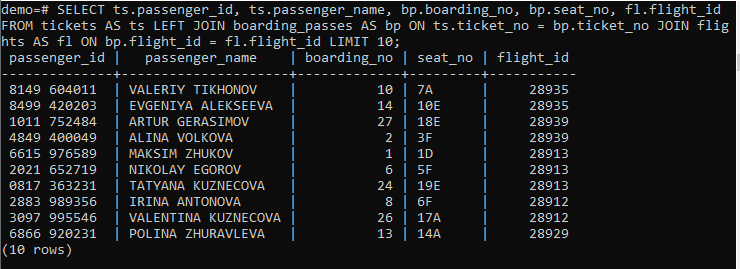 demo=# SELECT ts.passenger_id, ts.passenger_name, bp.boarding_no, bp.seat_no, fl.flight_id
FROM tickets AS ts LEFT JOIN boarding_passes AS bp ON ts.ticket_no = bp.ticket_no JOIN flig
hts AS fl ON bp.flight_id = fl.flight_id LIMIT 10;
 passenger_id |   passenger_name    | boarding_no | seat_no | flight_id
--------------+---------------------+-------------+---------+-----------
 8149 604011  | VALERIY TIKHONOV    |          10 | 7A      |     28935
 8499 420203  | EVGENIYA ALEKSEEVA  |          14 | 10E     |     28935
 1011 752484  | ARTUR GERASIMOV     |          27 | 18E     |     28939
 4849 400049  | ALINA VOLKOVA       |           2 | 3F      |     28939
 6615 976589  | MAKSIM ZHUKOV       |           1 | 1D      |     28913
 2021 652719  | NIKOLAY EGOROV      |           6 | 5F      |     28913
 0817 363231  | TATYANA KUZNECOVA   |          24 | 19E     |     28913
 2883 989356  | IRINA ANTONOVA      |           8 | 6F      |     28912
 3097 995546  | VALENTINA KUZNECOVA |          26 | 17A     |     28912
 6866 920231  | POLINA ZHURAVLEVA   |          13 | 14A     |     28929
(10 rows)